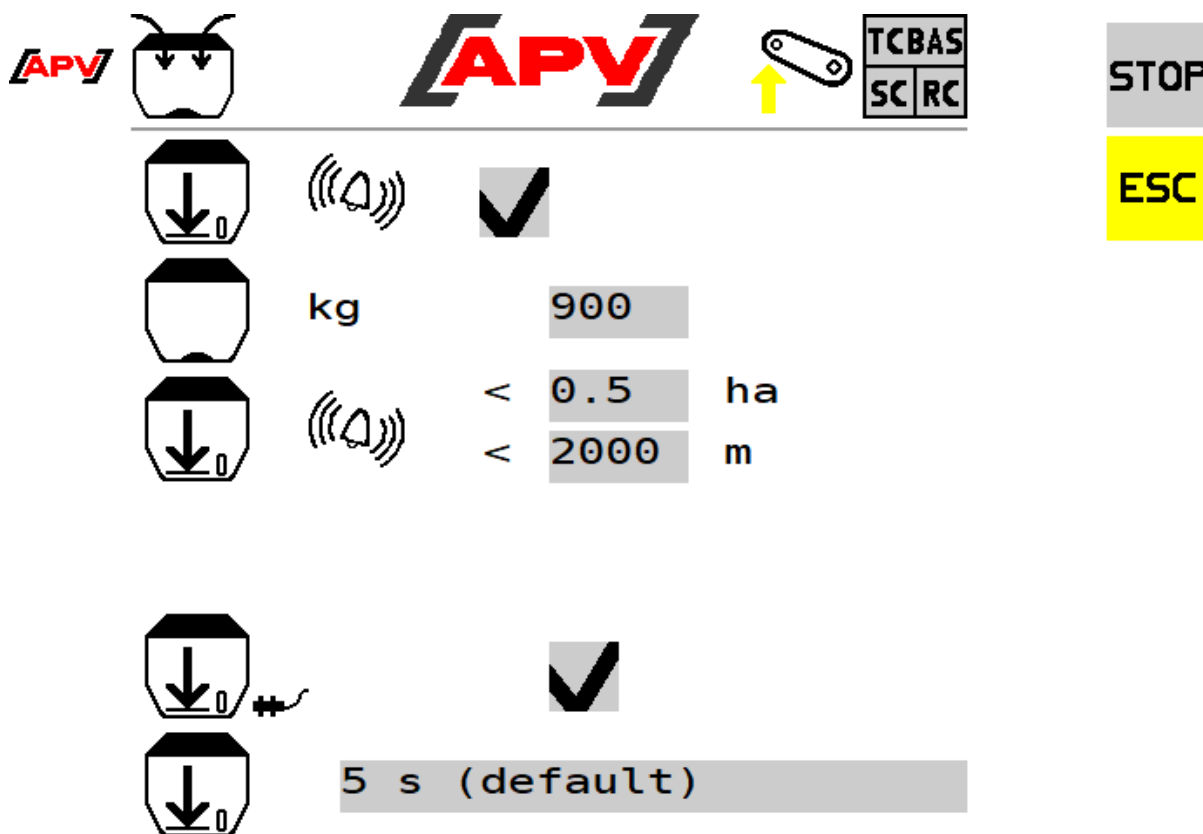 APV
APV
TCBAS
SC RC
STOP
ESC
kg 900
< 0.5 ha
< 2000 m
5 s (default)